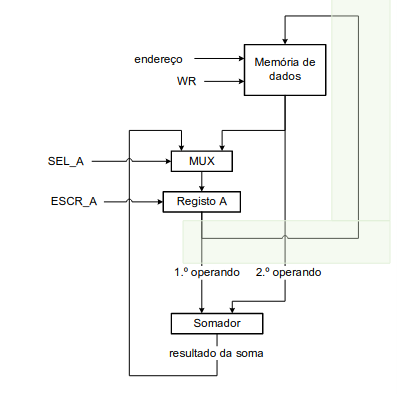 endereço
Memória de
dados
WR
SEL_A
MUX
ESCR_A
Registo A
1.º operando
2.º operando
Somador
resultado da soma